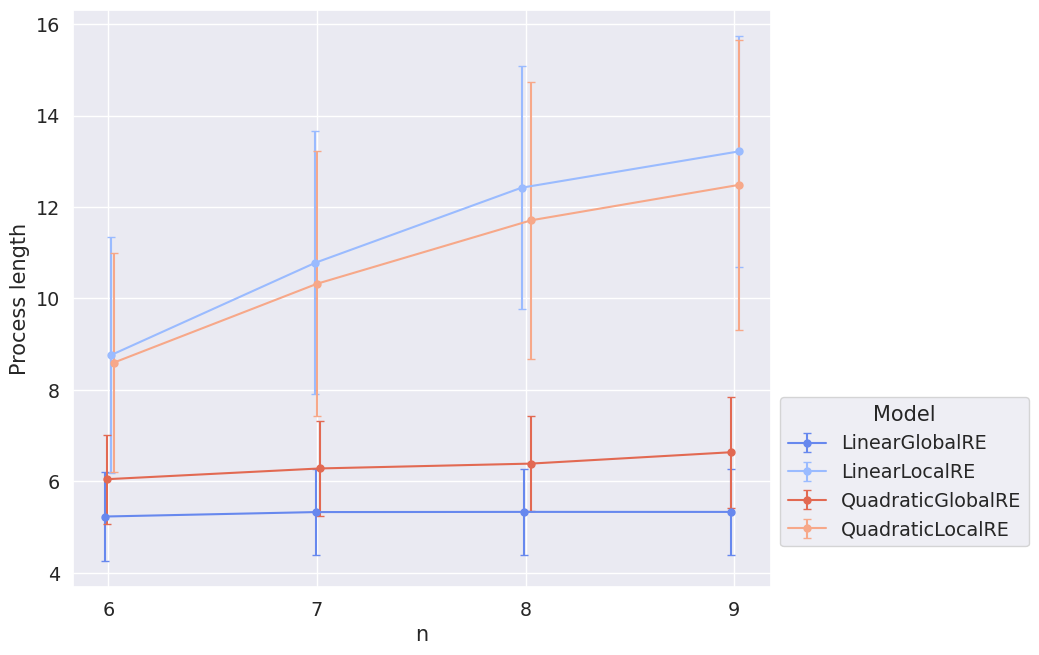 16
14
12
10
8
6
4
Process length
6 7 8 9
n
Model
LinearGlobalRE
LinearLocalRE
QuadraticGlobalRE
QuadraticLocalRE